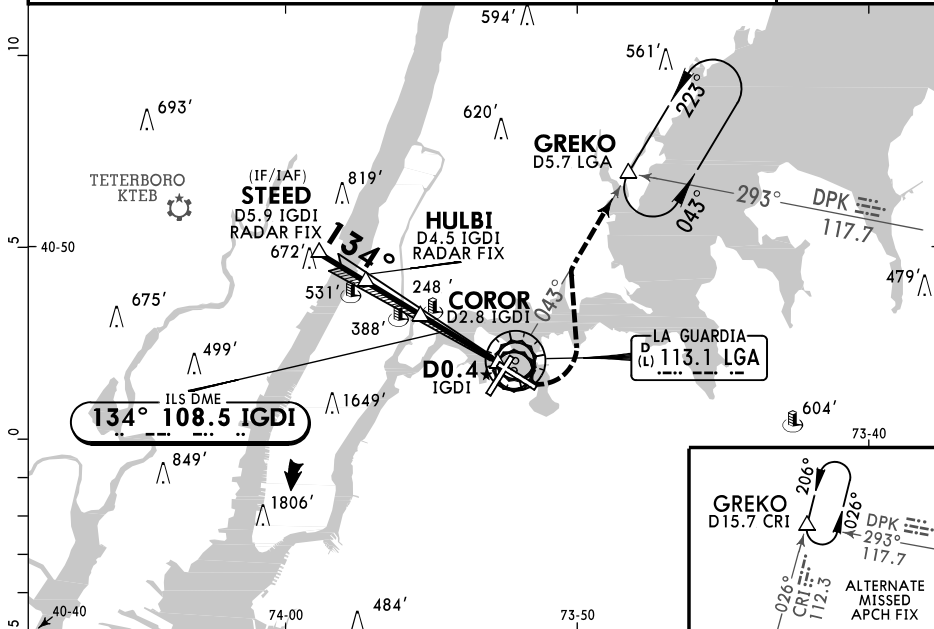 594'
10
561'
693'
620'
223°
GREKO
D5.7 LGA
TETERBORO
KTEB
(IF/IAF)
STEED
D5.9 IGDI
RADAR FIX
819'
293°
DPK
117.7
043°
HULBI
D4.5 IGDI
RADAR FIX
134°
672'
5
40-50
479'
531'
248'
043°
675'
COROR
D2.8 IGDI
388'
499'
LA GUARDIA
D
(L)
113.1 LGA
D0.4
IGDI
ILS DME
134° 108.5 IGDI
1649'
604'
0
73-40
849'
1806'
206°
026°
GREKO
D15.7 CRI
DPK
293°
117.7
026°
CRI
112.3
ALTERNATE
MISSED
APCH FIX
40-40
74-00
484'
73-50
5